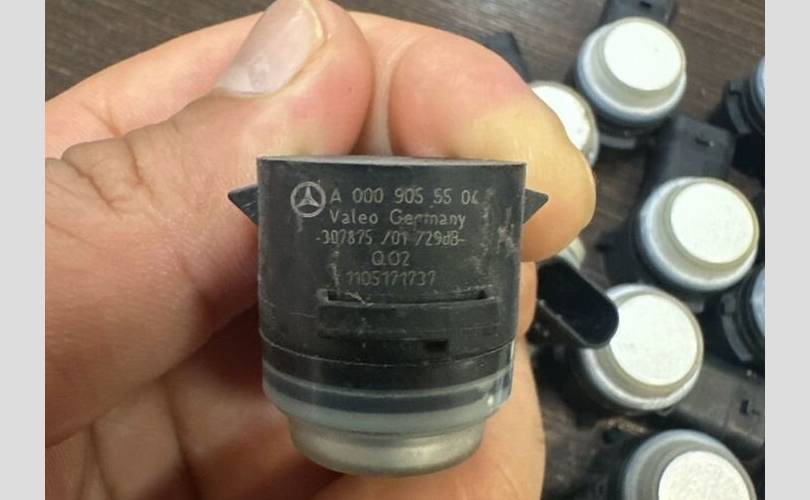 A 000 905 55 04
Valeo Germany
-307875 /01 729dB-
Q.02
1105171737